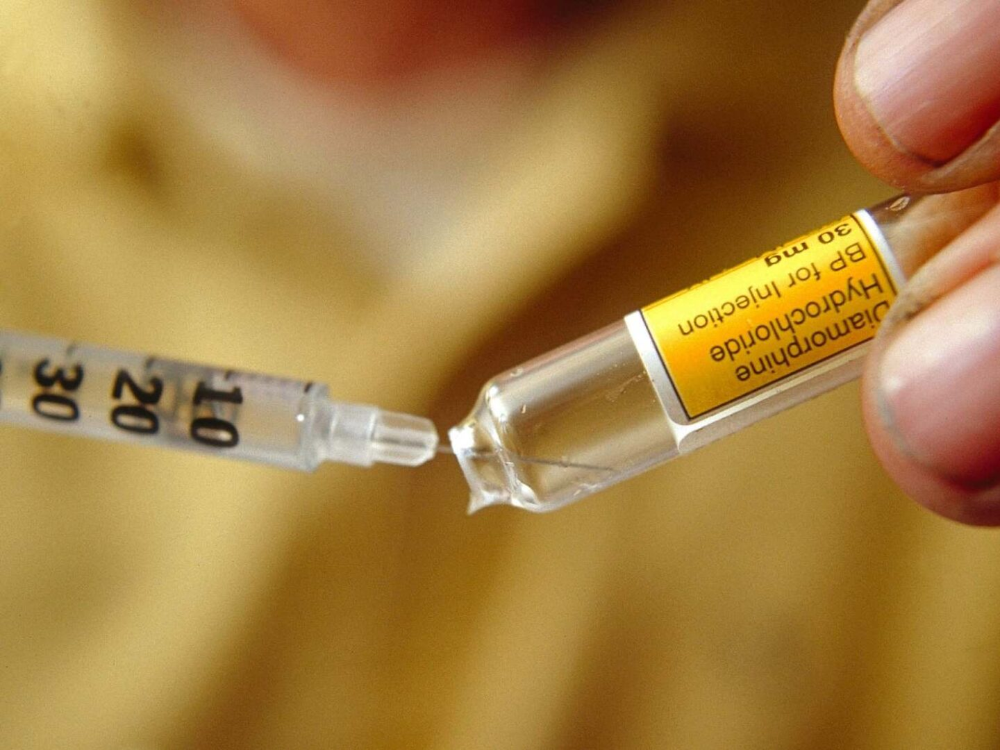 Diamorphine
Hydrochloride
BP for Injection
30 mg
10
20
30